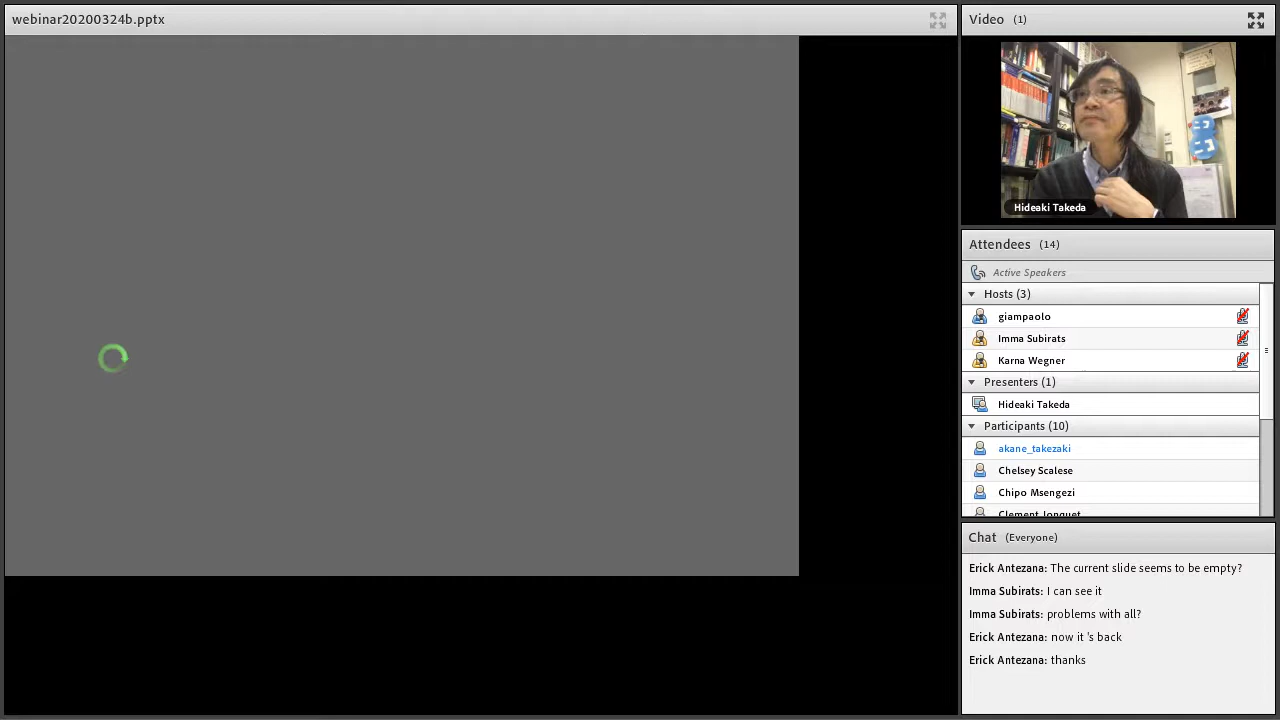 webinar20200324b.pptx
Video (1)
Hideaki Takeda
Attendees (14)
Active Speakers
Hosts (3)
giampaolo
Imma Subirats
Karna Wegner
Presenters (1)
Hideaki Takeda
Participants (10)
akane_takezaki
Chelsey Scalese
Chipo Msengezi
Clement Jonquet
Chat (Everyone)
Erick Antezana: The current slide seems to be empty?
Imma Subirats: I can see it
Imma Subirats: problems with all?
Erick Antezana: now it 's back
Erick Antezana: thanks